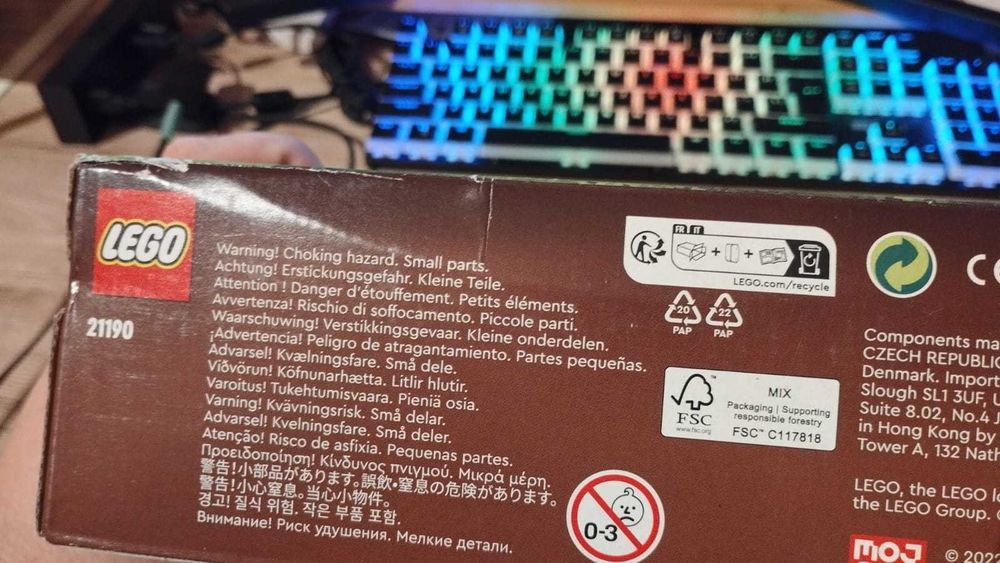 LEGO
21190
Warning! Choking hazard. Small parts.
Achtung! Erstickungsgefahr. Kleine Teile.
Attention ! Danger d'étouffement. Petits éléments.
Avvertenza! Rischio di soffocamento. Piccole parti.
Waarschuwing! Verstikkingsgevaar. Kleine onderdelen.
¡Advertencia! Peligro de atragantamiento. Partes pequeñas.
Advarsel! Kvælningsfare. Små dele.
Viðvörun! Köfnunarhætta. Litlir hlutir.
Varoitus! Tukehtumisvaara. Pieniä osia.
Varning! Kvävningsrisk. Små delar.
Advarsel! Kvelningsfare. Små deler.
Atenção! Risco de asfixia. Pequenas partes.
Προειδοποίηση! Κίνδυνος πνιγμού. Μικρά μέρη.
警告！小部品があります。誤飲・窒息の危険があります。
警告！小心窒息。当心小物件。
경고! 질식 위험. 작은 부품 포함.
Внимание! Риск удушения. Мелкие детали.
0-3
FR IT
+ +
LEGO.com/recycle
20
PAP
22
PAP
FSC
www.fsc.org
MIX
Packaging | Supporting
responsible forestry
FSC™ C117818
Components ma
CZECH REPUBLIC
Denmark. Import
Slough SL1 3UF, U
Suite 8.02, No.4 J
in Hong Kong by
Tower A, 132 Nath
LEGO, the LEGO lo
the LEGO Group. ©
MOJ
© 2022